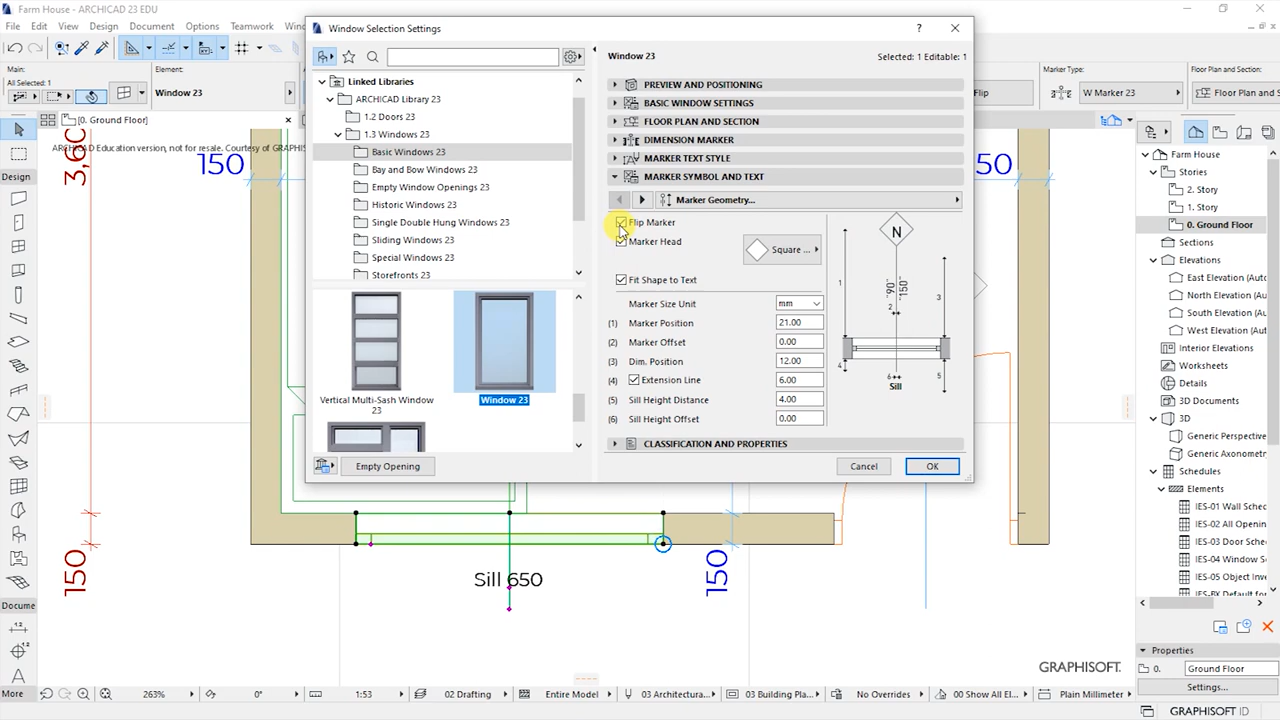 Farm House - ARCHICAD 23 EDU
File Edit View Design Document Options Teamwork
Main:
All Selected: 1
Element:
Window 23
Marker Type:
Flip
W Marker 23
Floor Plan and Section:
Floor Plan and S
[0. Ground Floor]
ARCHICAD Education version, not for resale. Courtesy of GRAPHIS
Window Selection Settings
?
Linked Libraries
ARCHICAD Library 23
1.2 Doors 23
1.3 Windows 23
Basic Windows 23
Bay and Bow Windows 23
Empty Window Openings 23
Historic Windows 23
Single Double Hung Windows 23
Sliding Windows 23
Special Windows 23
Storefronts 23
Vertical Multi-Sash Window 23
Window 23
Empty Opening
Window 23
Selected: 1 Editable: 1
PREVIEW AND POSITIONING
BASIC WINDOW SETTINGS
FLOOR PLAN AND SECTION
DIMENSION MARKER
MARKER TEXT STYLE
MARKER SYMBOL AND TEXT
Marker Geometry...
Flip Marker
Marker Head
Square ...
Fit Shape to Text
Marker Size Unit mm
(1) Marker Position 21.00
(2) Marker Offset 0.00
(3) Dim. Position 12.00
(4) Extension Line 6.00
(5) Sill Height Distance 4.00
(6) Sill Height Offset 0.00
N
1
90"
150"
2
3
4
5
6
Sill
CLASSIFICATION AND PROPERTIES
Cancel
OK
Design
Docume
More
3,60
150
150
Sill 650
150
50
Farm House
Stories
2. Story
1. Story
0. Ground Floor
Sections
Elevations
East Elevation (Aut
North Elevation (Au
South Elevation (Au
West Elevation (Aut
Interior Elevations
Worksheets
Details
3D Documents
3D
Generic Perspective
Generic Axonometr
Schedules
Elements
IES-01 Wall Sched
IES-02 All Opening
IES-03 Door Sched
IES-04 Window S
IES-05 Object Inve
Properties
0.
Ground Floor
Settings...
GRAPHISOFT.
263%
0°
1:53
02 Drafting
Entire Model
03 Architectura...
03 Building Pla...
No Overrides
00 Show All El...
Plain Millimeter
GRAPHISOFT ID